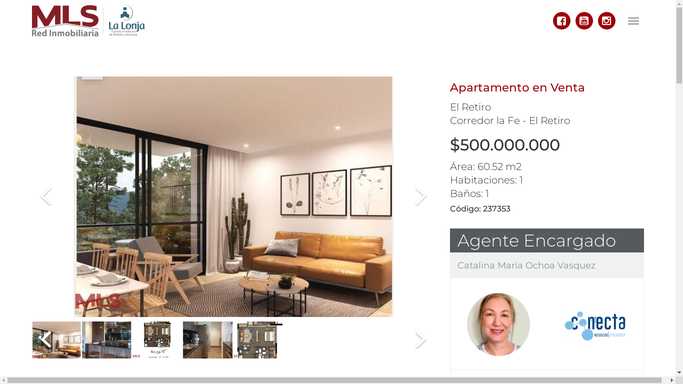 MLS
Red Inmobiliaria
La Lonja
Apartamento en Venta
El Retiro
Corredor la Fe - El Retiro
$500.000.000
Área: 60.52 m2
Habitaciones: 1
Baños: 1
Código: 237353
Agente Encargado
Catalina Maria Ochoa Vasquez
MLS
conecta